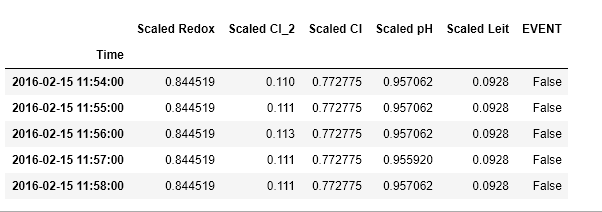 Scaled Redox Scaled Cl_2 Scaled Cl Scaled pH Scaled Leit EVENT
Time
2016-02-15 11:54:00 0.844519 0.110 0.772775 0.957062 0.0928 False
2016-02-15 11:55:00 0.844519 0.111 0.772775 0.957062 0.0928 False
2016-02-15 11:56:00 0.844519 0.113 0.772775 0.957062 0.0928 False
2016-02-15 11:57:00 0.844519 0.111 0.772775 0.955920 0.0928 False
2016-02-15 11:58:00 0.844519 0.111 0.772775 0.957062 0.0928 False